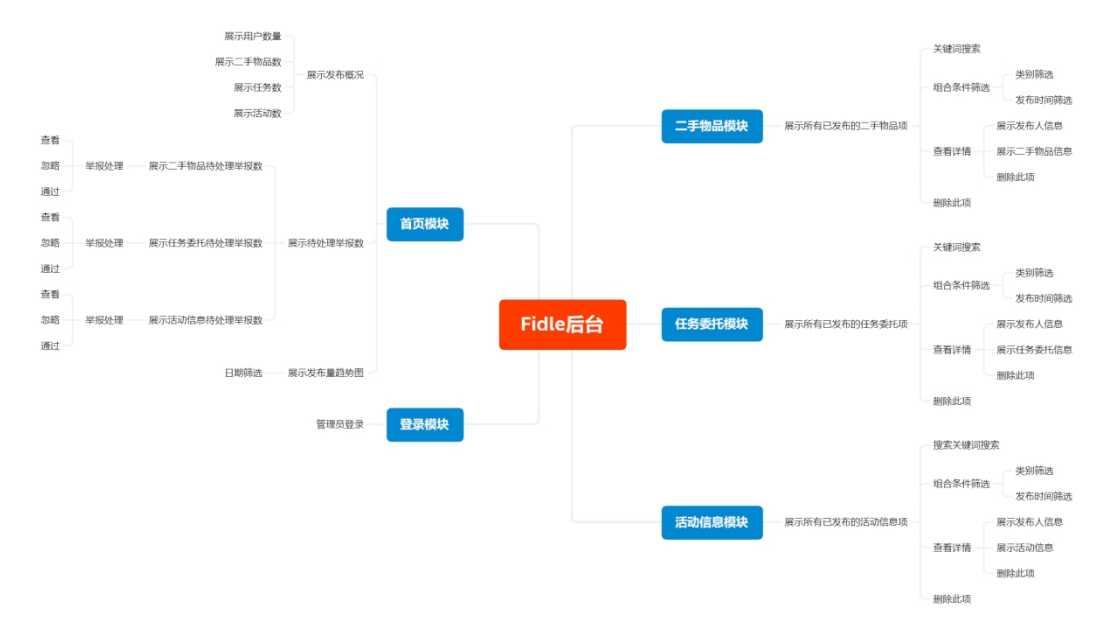 Fidle后台
首页模块
展示发布概况
展示用户数量
展示二手物品数
展示任务数
展示活动数
展示待处理举报数
展示二手物品待处理举报数
举报处理
查看
忽略
通过
展示任务委托待处理举报数
举报处理
查看
忽略
通过
展示活动信息待处理举报数
举报处理
查看
忽略
通过
展示发布量趋势图
日期筛选
登录模块
管理员登录
二手物品模块
展示所有已发布的二手物品项
关键词搜索
组合条件筛选
类别筛选
发布时间筛选
查看详情
展示发布人信息
展示二手物品信息
删除此项
删除此项
任务委托模块
展示所有已发布的任务委托项
关键词搜索
组合条件筛选
类别筛选
发布时间筛选
查看详情
展示发布人信息
展示任务委托信息
删除此项
删除此项
活动信息模块
展示所有已发布的活动信息项
搜索关键词搜索
组合条件筛选
类别筛选
发布时间筛选
查看详情
展示发布人信息
展示活动信息
删除此项
删除此项